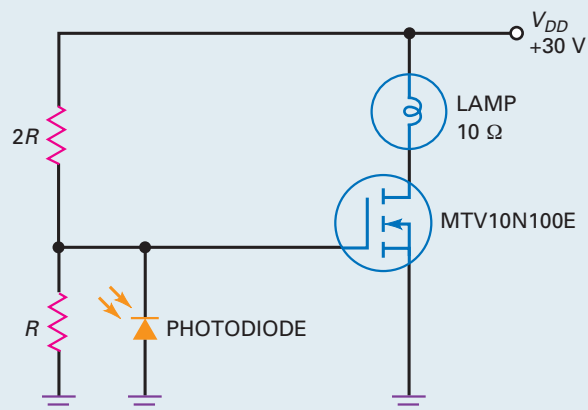 V_DD
+30 V
LAMP
10 Ω
2R
MTV10N100E
R
PHOTODIODE